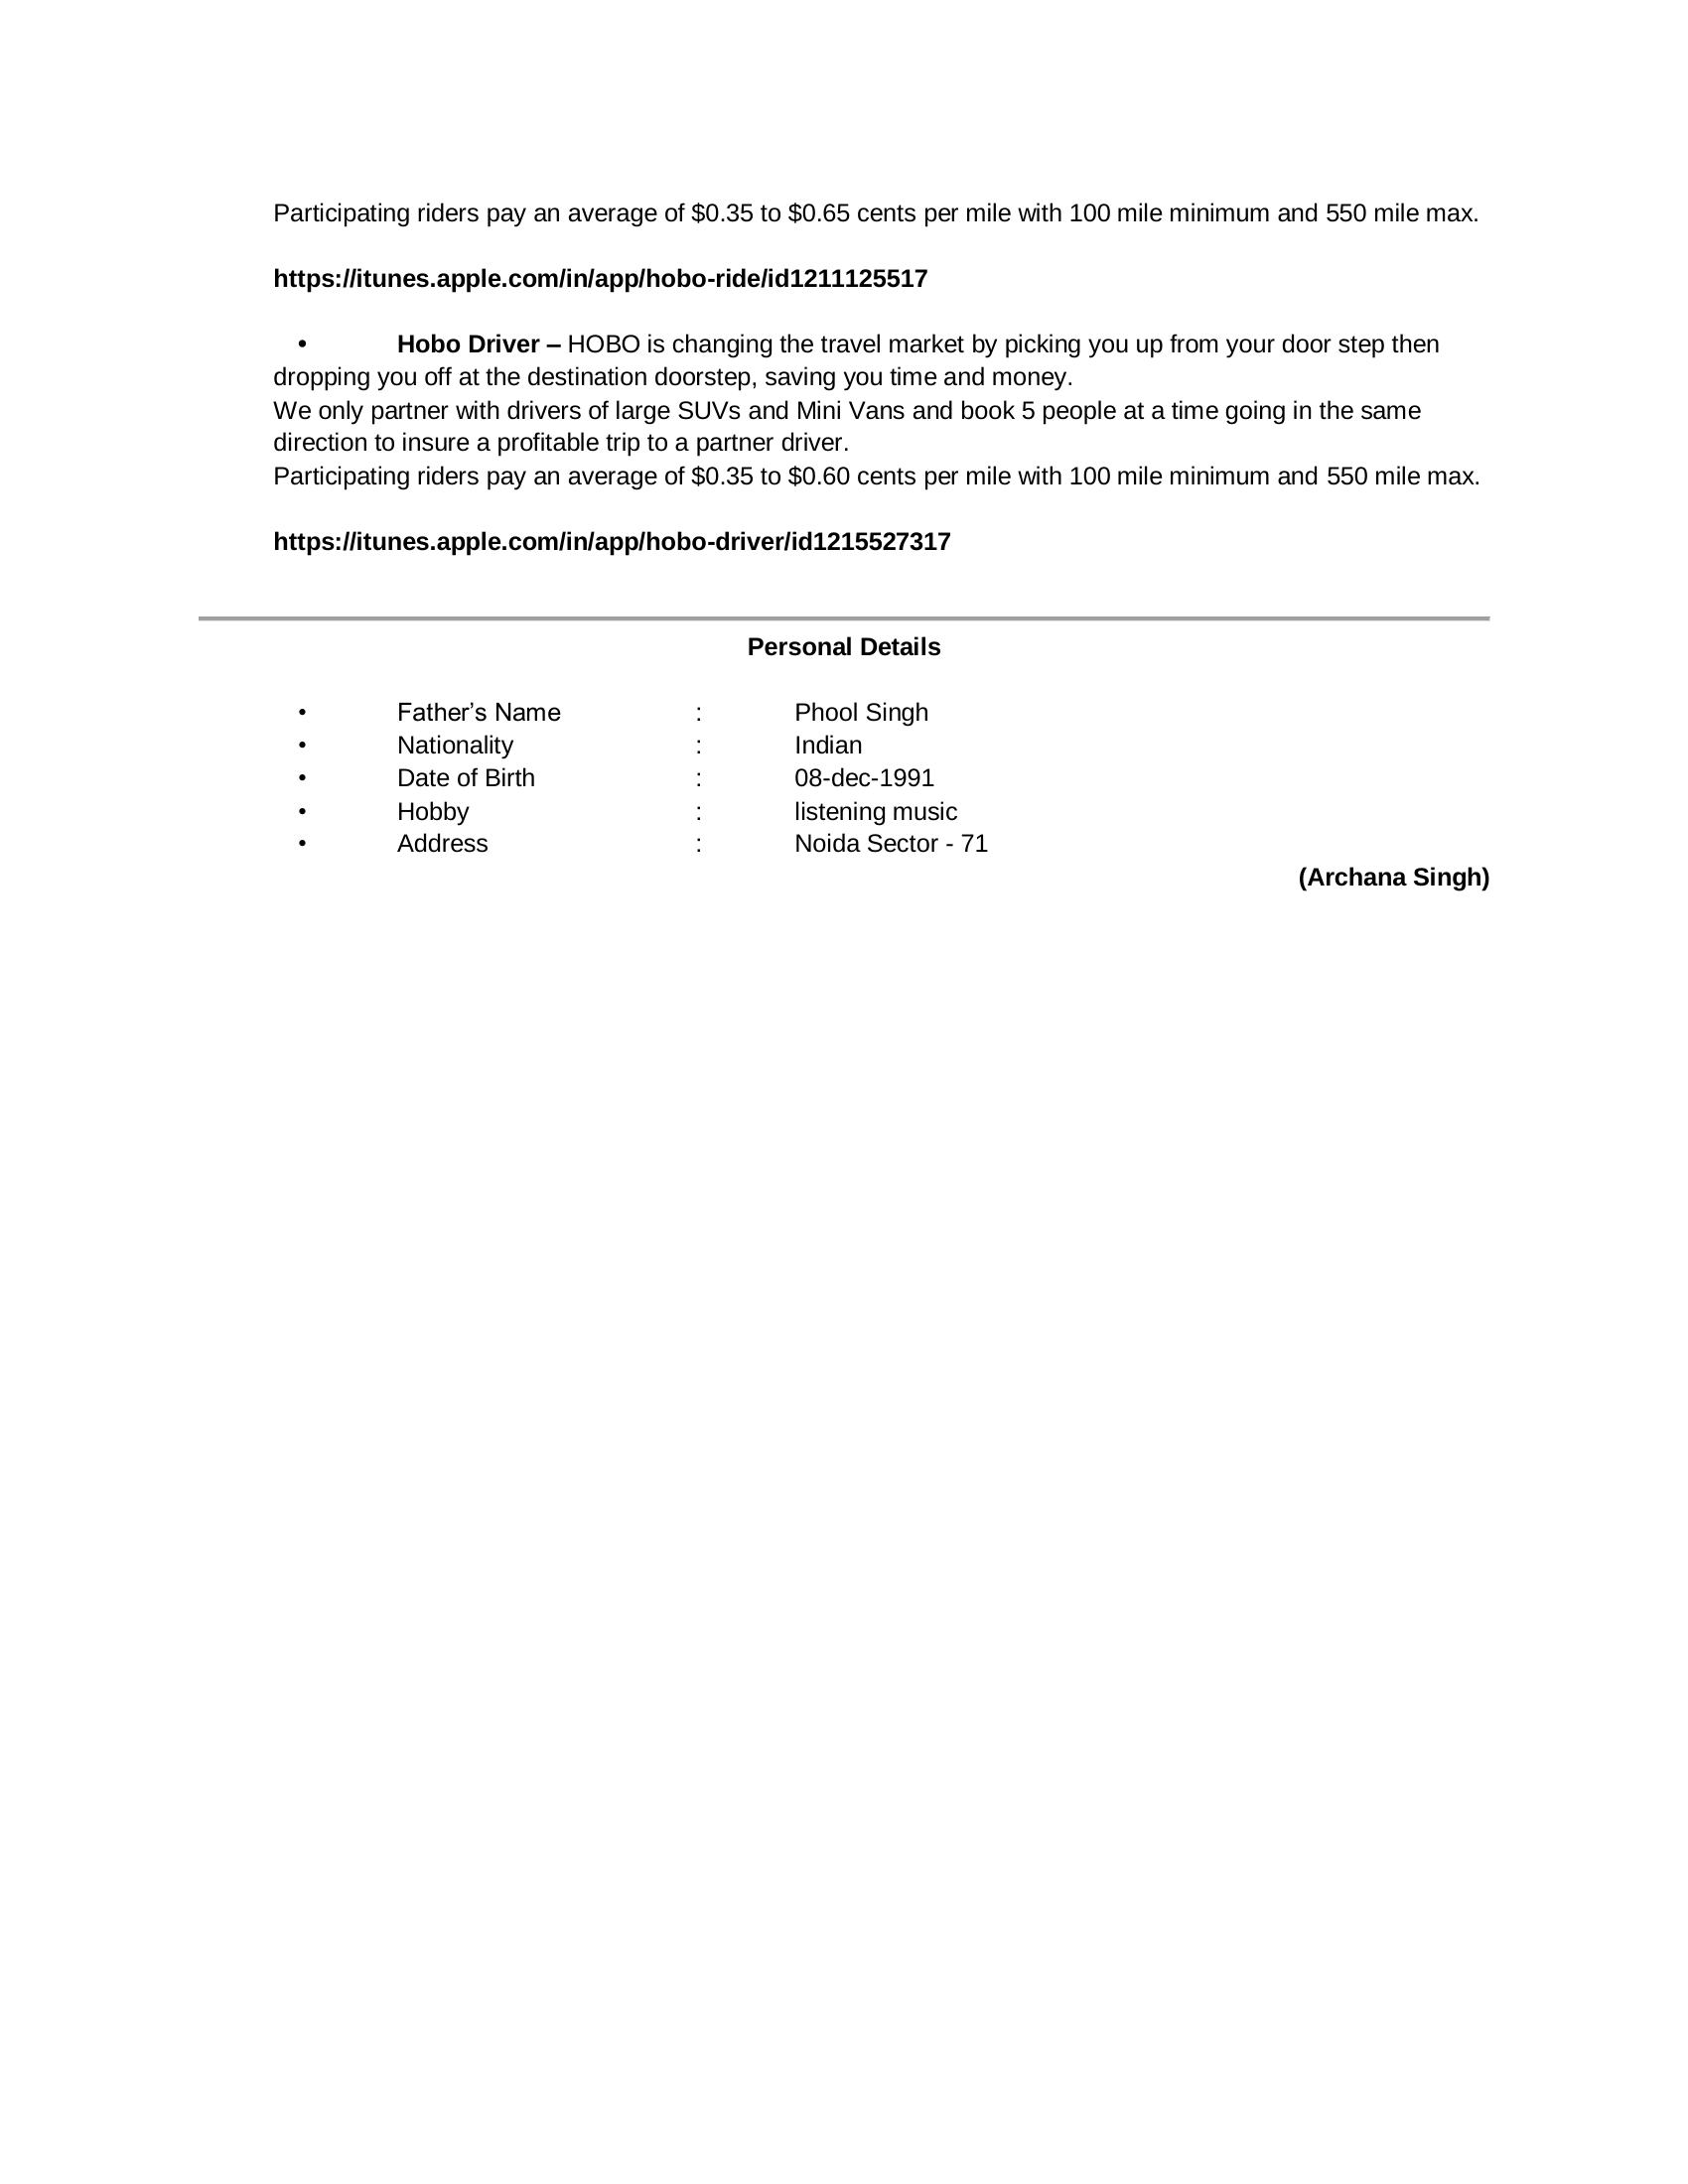 Participating riders pay an average of $0.35 to $0.65 cents per mile with 100 mile minimum and 550 mile max.
https://itunes.apple.com/in/app/hobo-ride/id1211125517
• Hobo Driver – HOBO is changing the travel market by picking you up from your door step then
dropping you off at the destination doorstep, saving you time and money.
We only partner with drivers of large SUVs and Mini Vans and book 5 people at a time going in the same
direction to insure a profitable trip to a partner driver.
Participating riders pay an average of $0.35 to $0.60 cents per mile with 100 mile minimum and 550 mile max.
https://itunes.apple.com/in/app/hobo-driver/id1215527317
Personal Details
• Father’s Name : Phool Singh
• Nationality : Indian
• Date of Birth : 08-dec-1991
• Hobby : listening music
• Address : Noida Sector - 71
(Archana Singh)